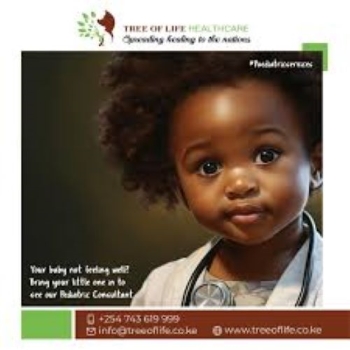 TREE OF LIFE HEALTHCARE
Spreading healing to the nations
#Paediatricservices
Your baby not feeling well?
Bring your little one in to
see our Pediatric Consultant
+254 743 619 999
info@treeoflife.co.ke
www.treeoflife.co.ke